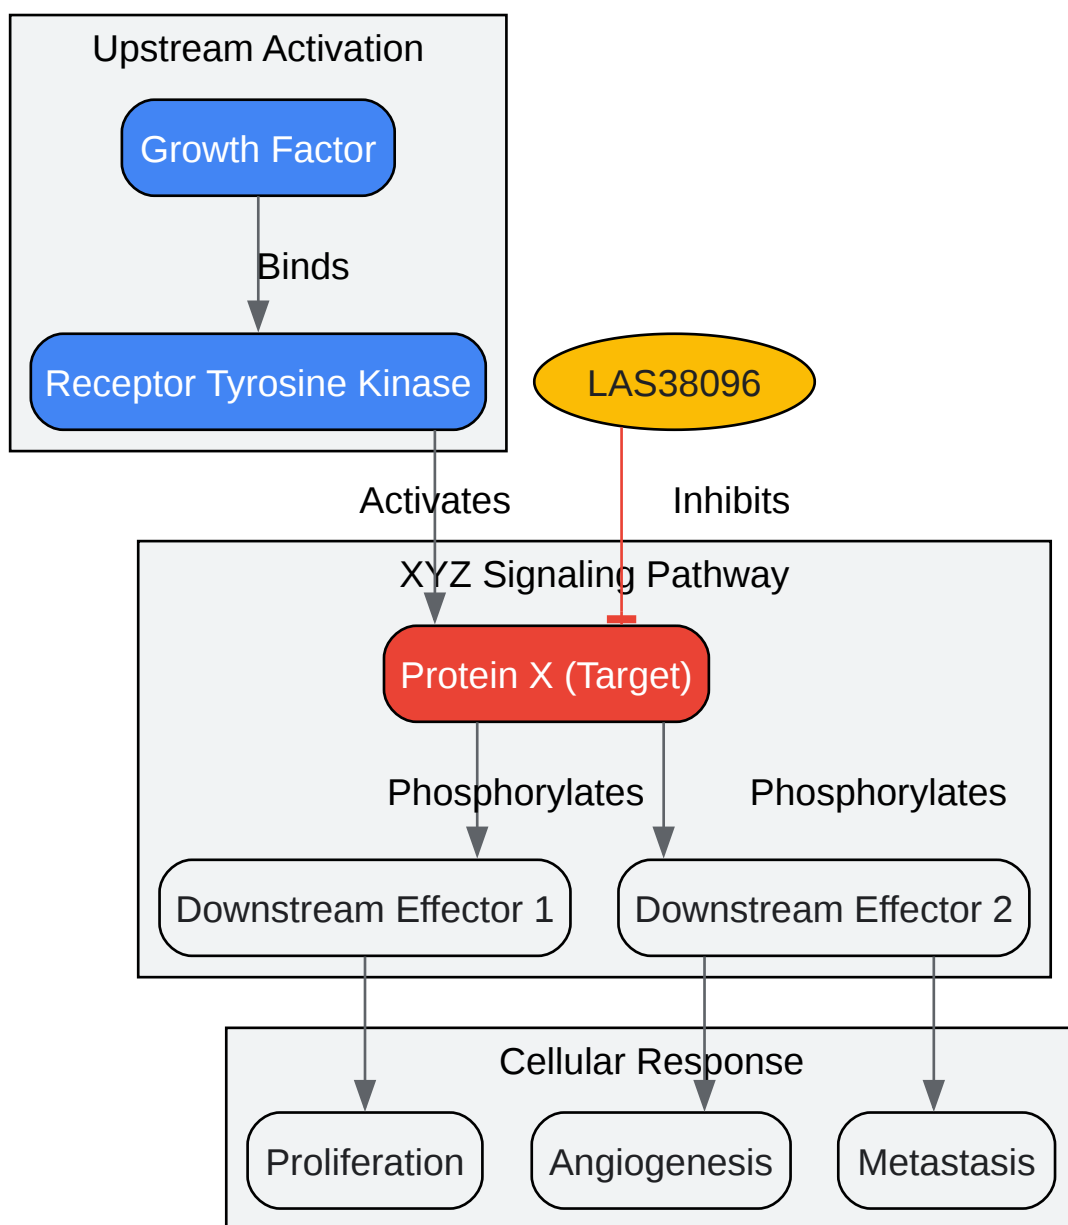 Upstream Activation
Growth Factor
Binds
Receptor Tyrosine Kinase
LAS38096
Activates
Inhibits
XYZ Signaling Pathway
Protein X (Target)
Phosphorylates
Phosphorylates
Downstream Effector 1
Downstream Effector 2
Cellular Response
Proliferation
Angiogenesis
Metastasis